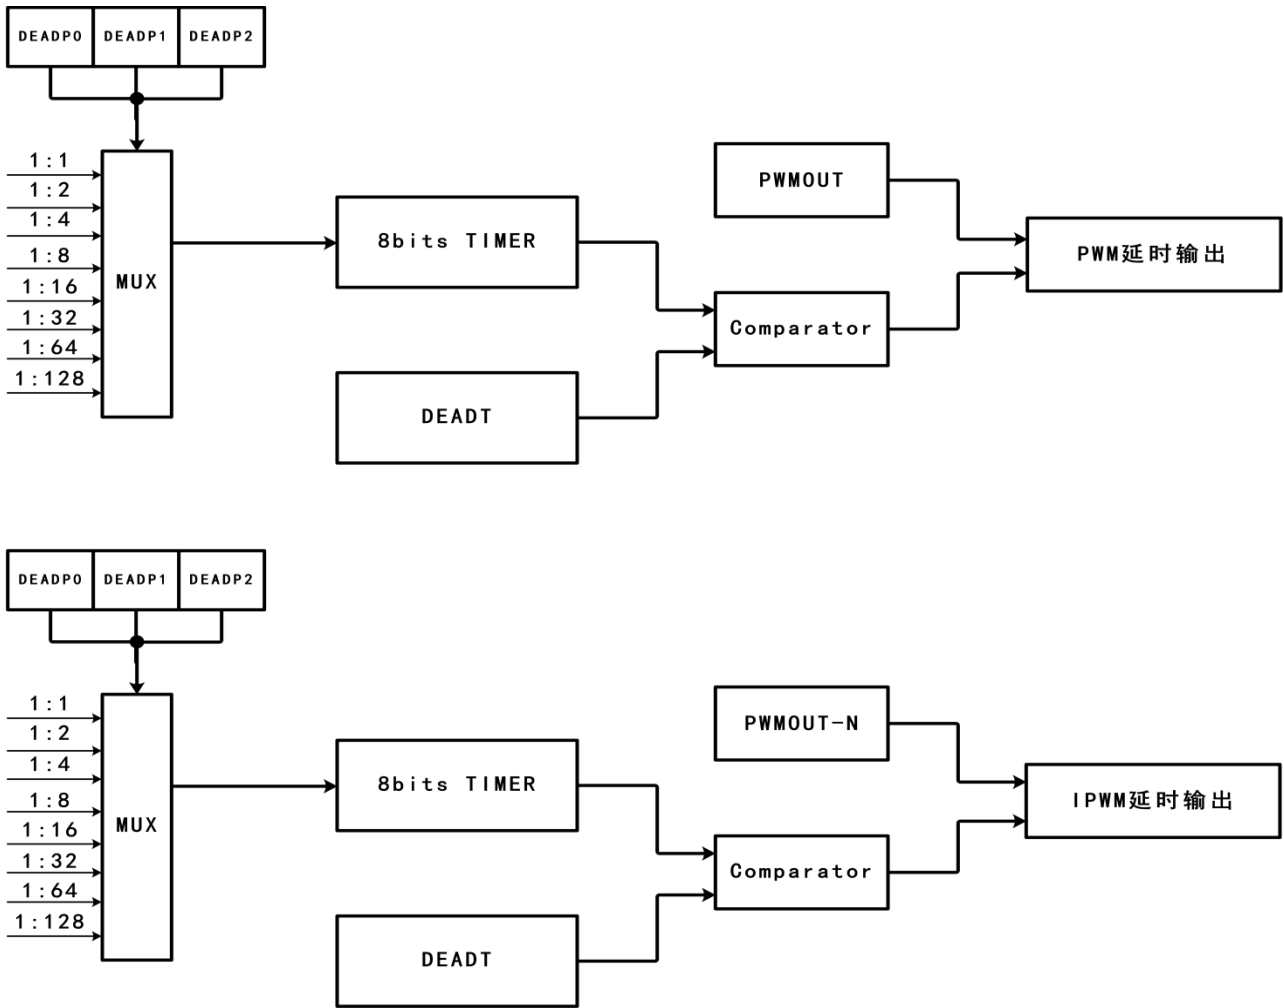 DEADP0 DEADP1 DEADP2
1:1
1:2
1:4
1:8
1:16
1:32
1:64
1:128
MUX
8bits TIMER
DEADT
PWMOUT
Comparator
PWM延时输出
DEADP0 DEADP1 DEADP2
1:1
1:2
1:4
1:8
1:16
1:32
1:64
1:128
MUX
8bits TIMER
DEADT
PWMOUT-N
Comparator
IPWM延时输出